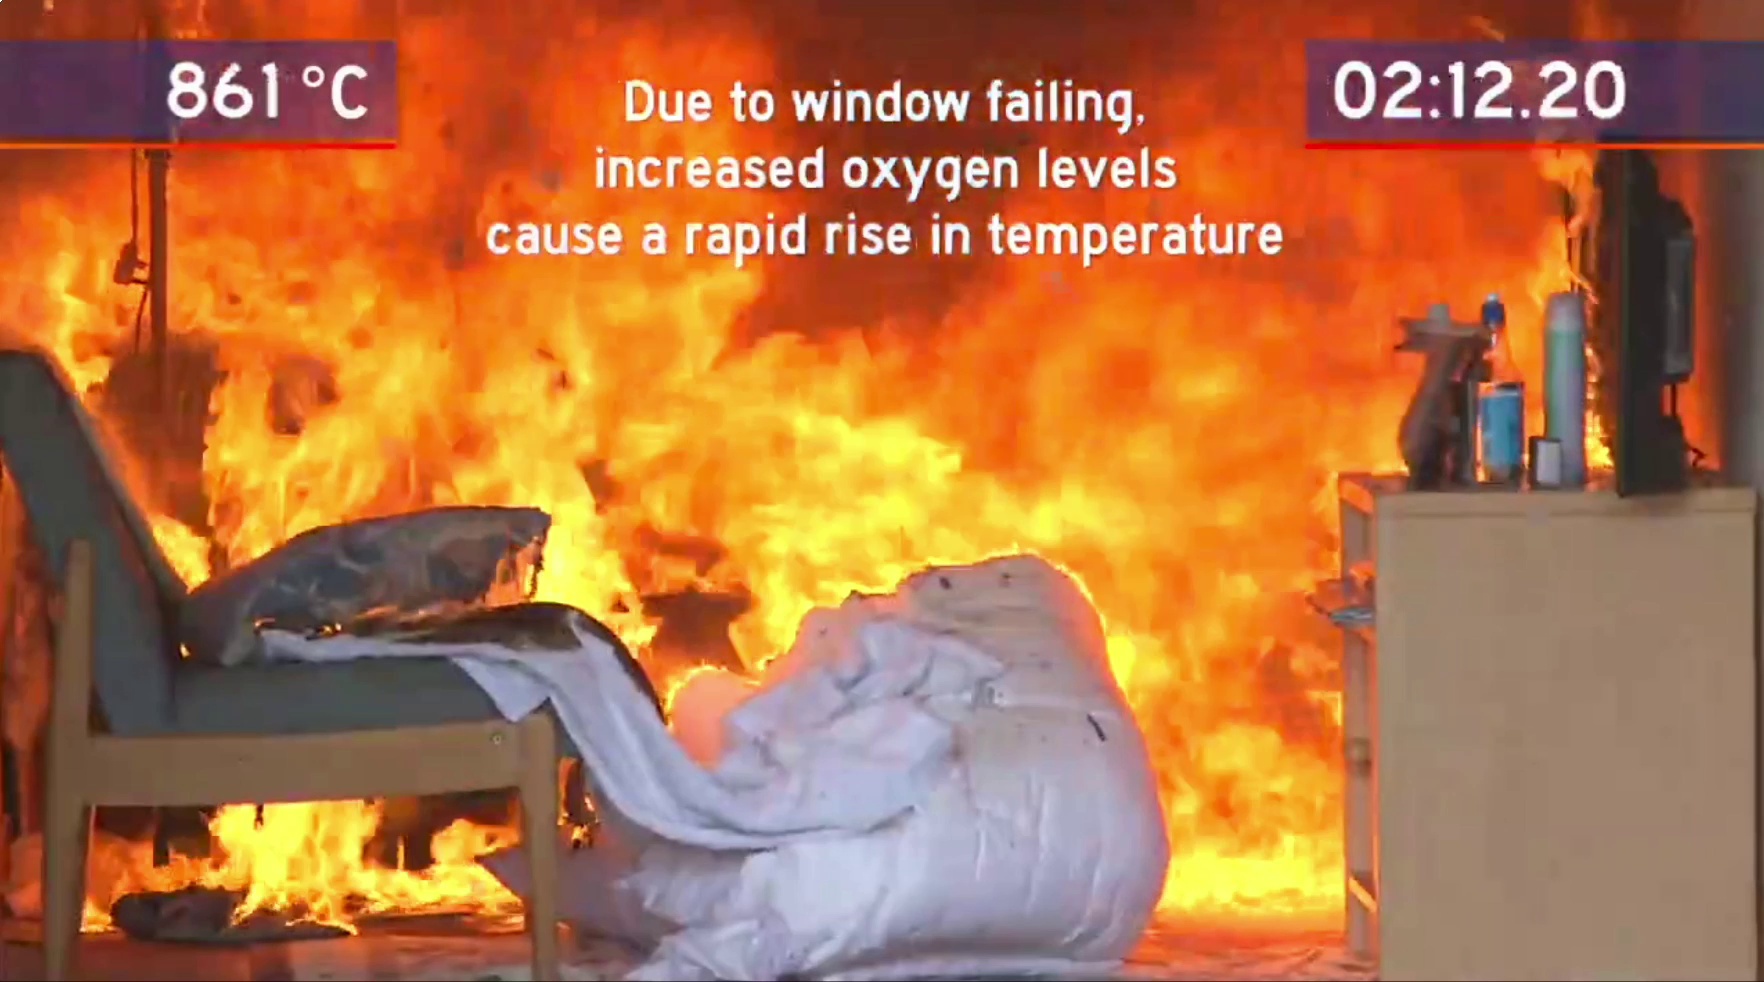 861°C
02:12.20
Due to window failing,
increased oxygen levels
cause a rapid rise in temperature